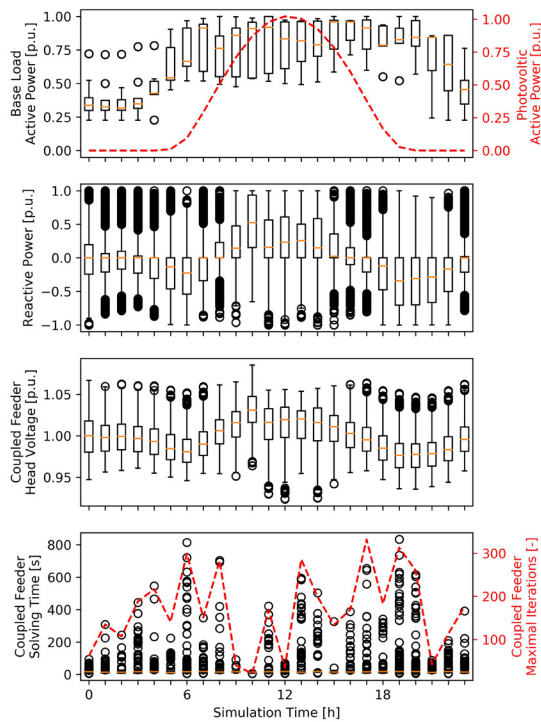 Base Load
Active Power [p.u.]
1.00
0.75
0.50
0.25
0.00
1.00
0.75
0.50
0.25
0.00
Photovoltic
Active Power [p.u.]
Reactive Power [p.u.]
1.0
0.5
0.0
−0.5
−1.0
Coupled Feeder
Head Voltage [p.u.]
1.05
1.00
0.95
Coupled Feeder
Solving Time [s]
800
600
400
200
0
300
200
100
Coupled Feeder
Maximal Iterations [-]
0
6
12
18
Simulation Time [h]